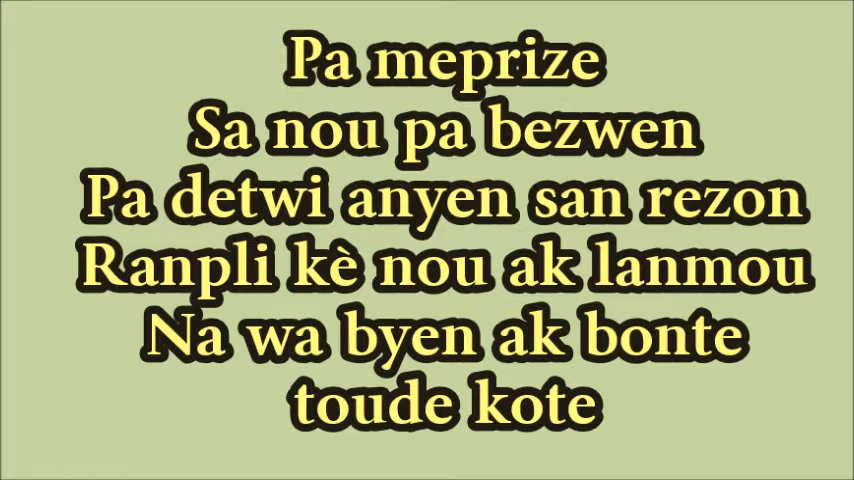 Pa meprize
Sa nou pa bezwen
Pa detwi anyen san rezon
Ranpli kè nou ak lanmou
Na wa byen ak bonte
toude kote